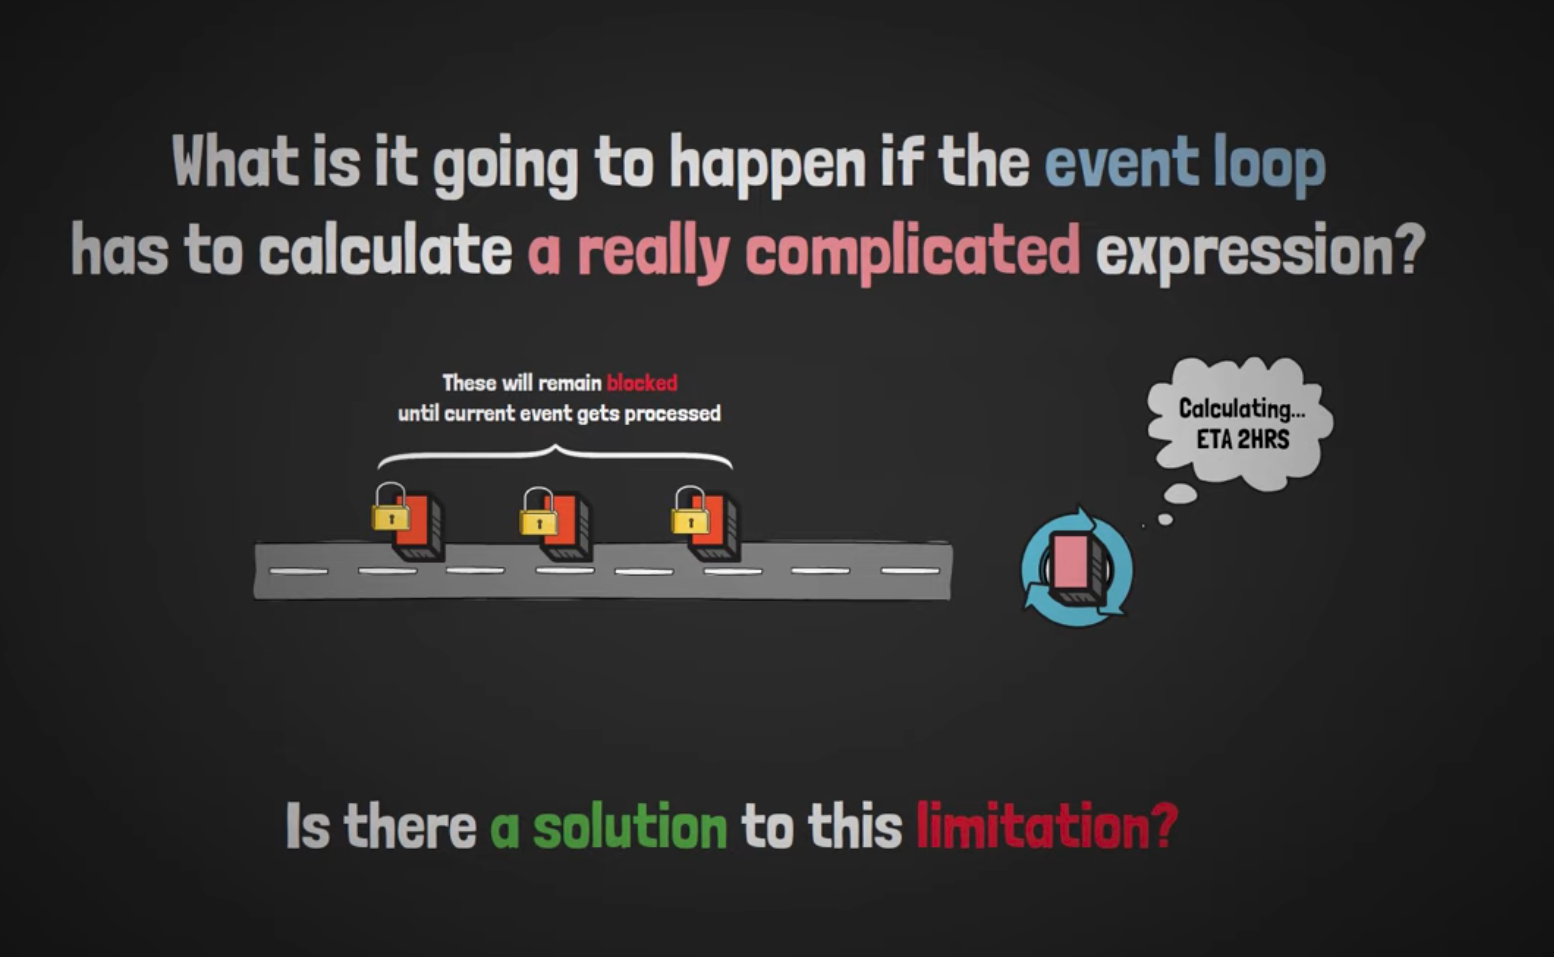 What is it going to happen if the event loop
has to calculate a really complicated expression?
These will remain blocked
until current event gets processed
Calculating...
ETA 2HRS
Is there a solution to this limitation?